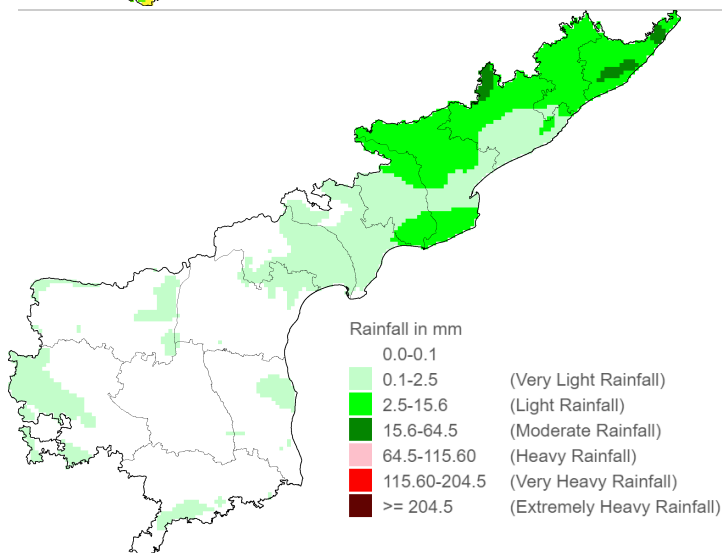 Rainfall in mm
0.0-0.1
0.1-2.5 (Very Light Rainfall)
2.5-15.6 (Light Rainfall)
15.6-64.5 (Moderate Rainfall)
64.5-115.60 (Heavy Rainfall)
115.60-204.5 (Very Heavy Rainfall)
>= 204.5 (Extremely Heavy Rainfall)